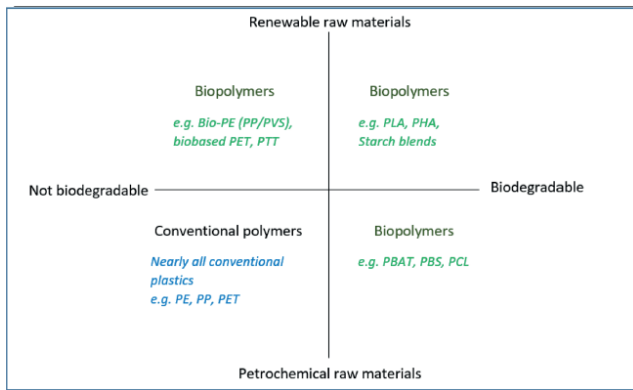 Renewable raw materials
Biopolymers
e.g. Bio-PE (PP/PVS),
biobased PET, PTT
Biopolymers
e.g. PLA, PHA,
Starch blends
Not biodegradable
Biodegradable
Conventional polymers
Nearly all conventional
plastics
e.g. PE, PP, PET
Biopolymers
e.g. PBAT, PBS, PCL
Petrochemical raw materials